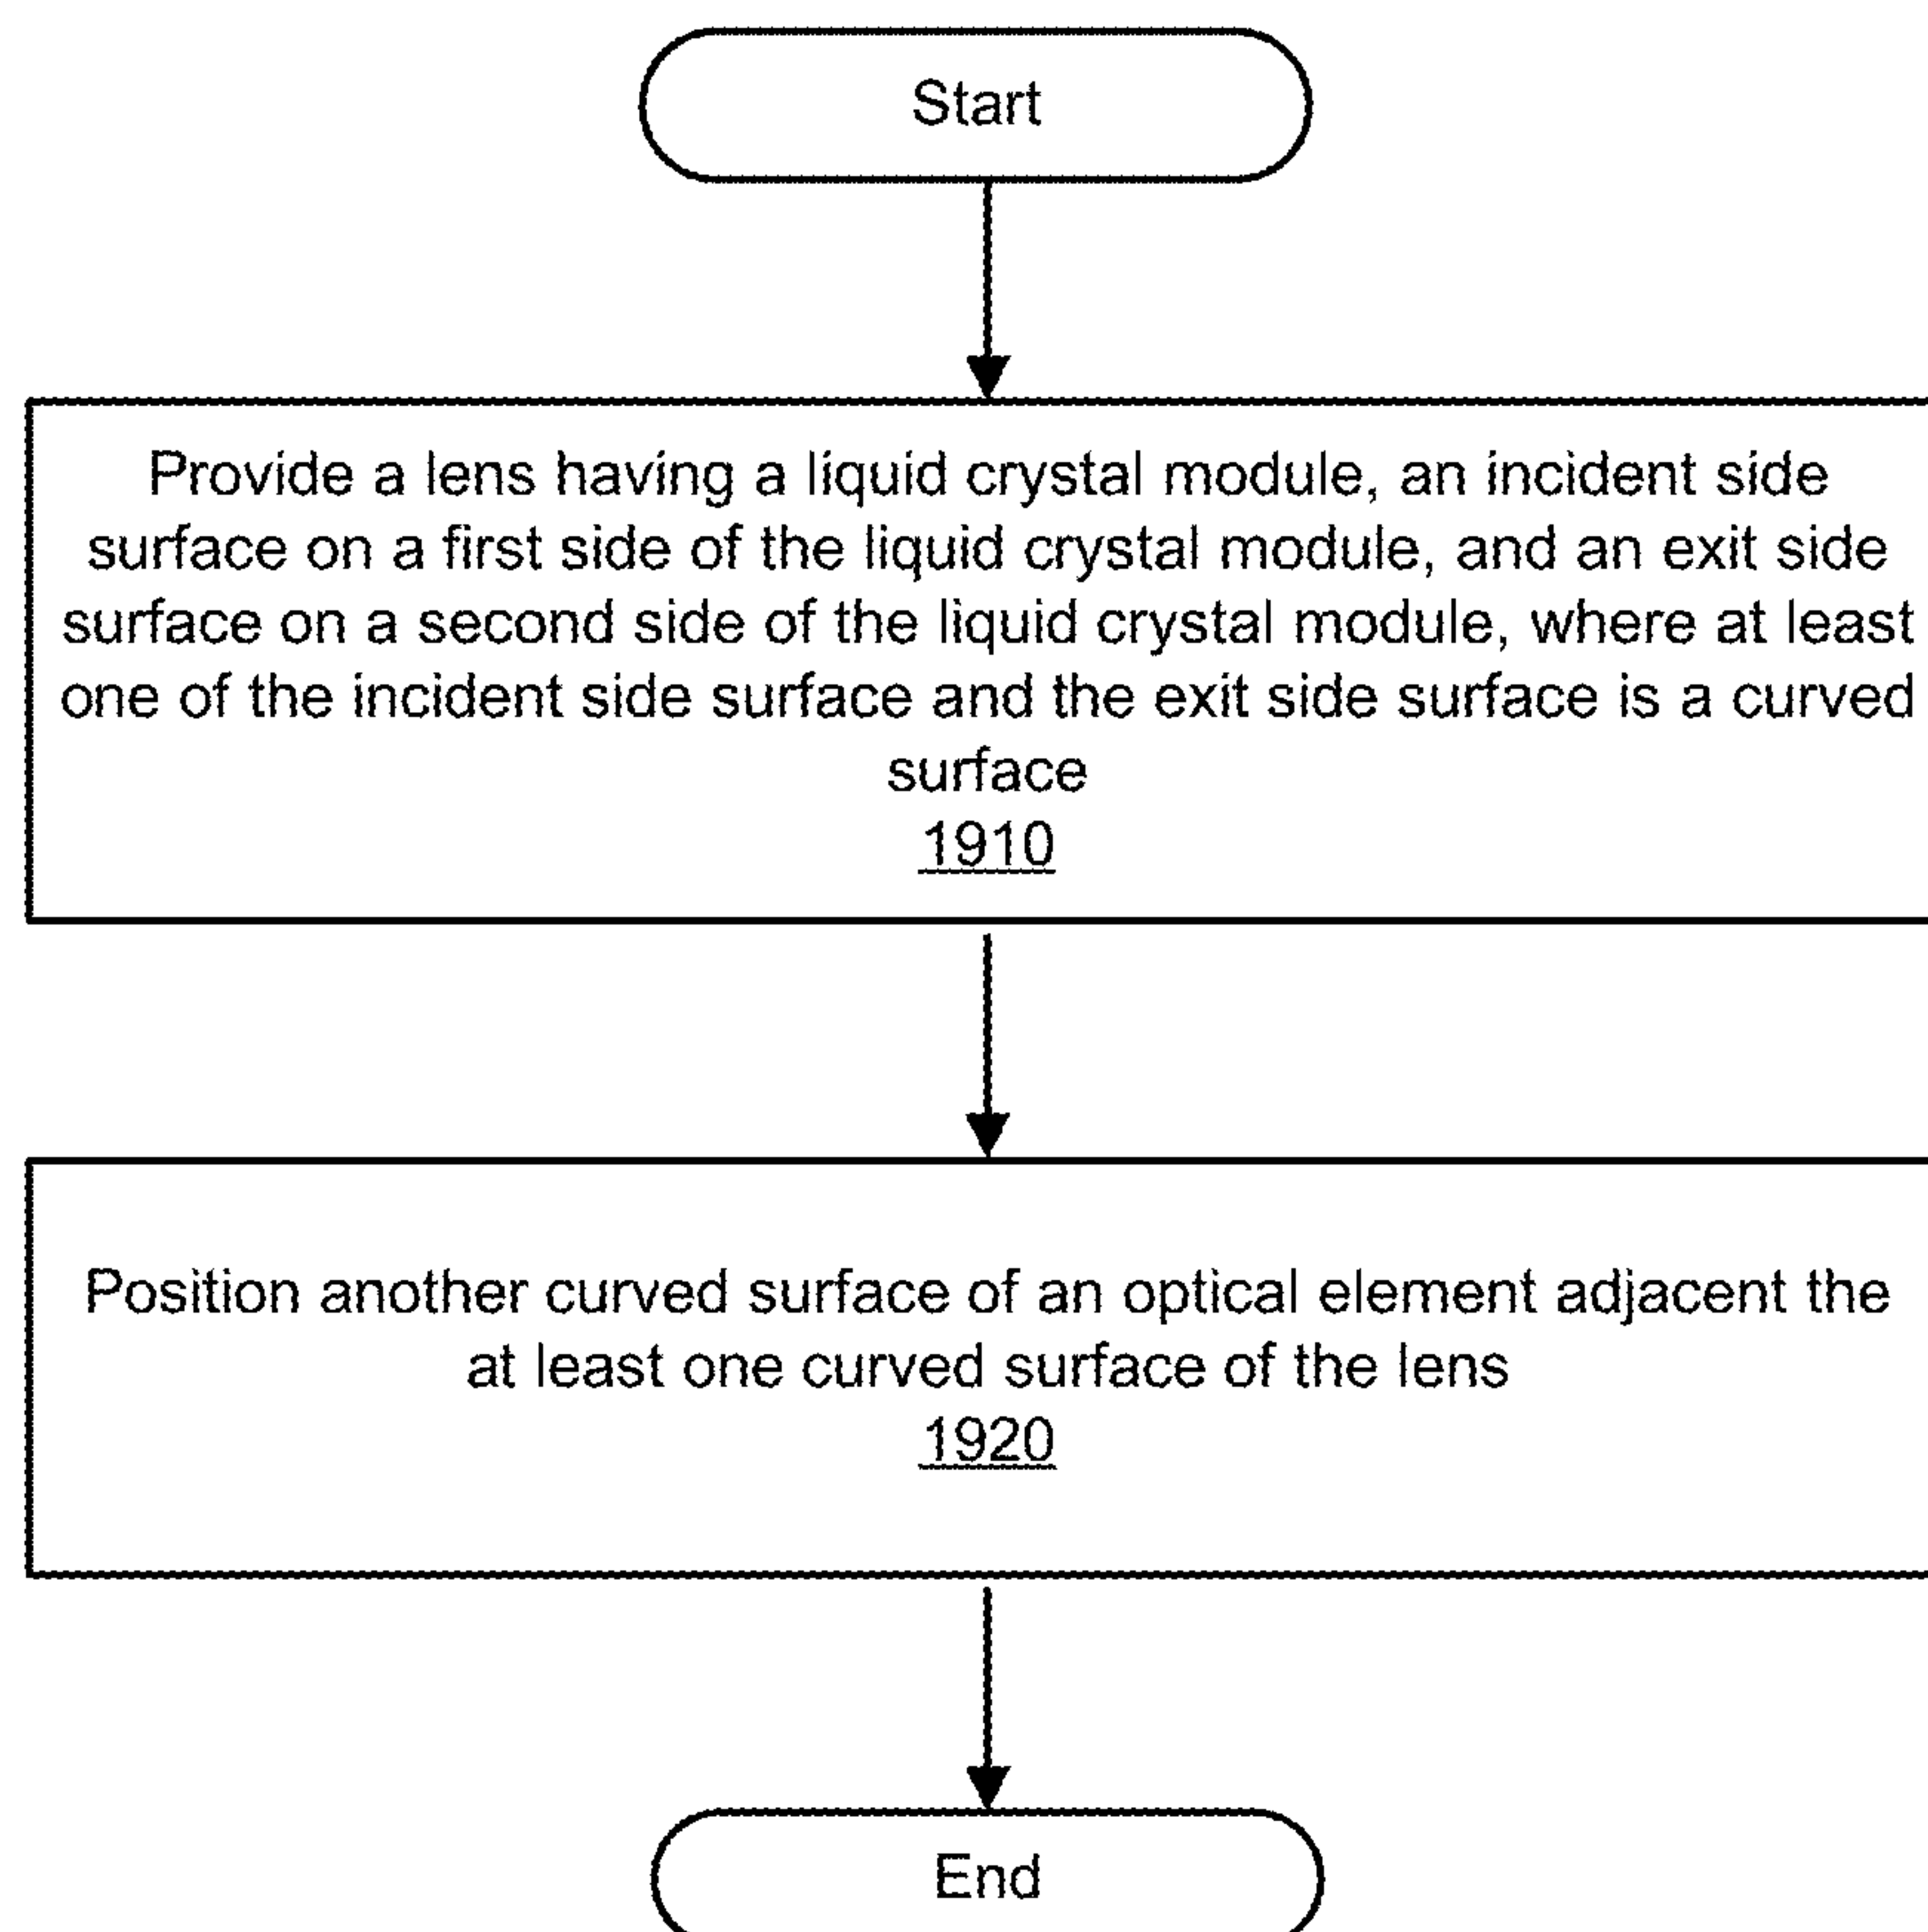 Start
Provide a lens having a liquid crystal module, an incident side
surface on a first side of the liquid crystal module, and an exit side
surface on a second side of the liquid crystal module, where at least
one of the incident side surface and the exit side surface is a curved
surface
1910
Position another curved surface of an optical element adjacent the
at least one curved surface of the lens
1920
End